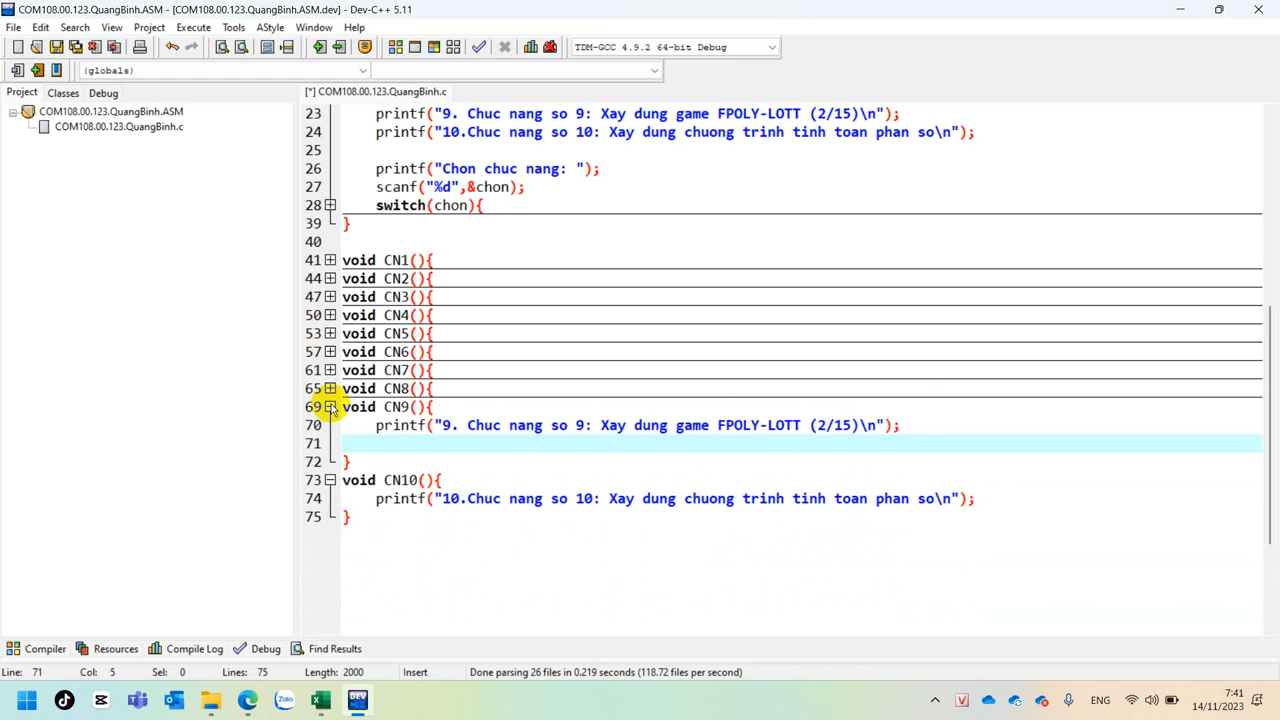 COM108.00.123.QuangBinh.ASM - [COM108.00.123.QuangBinh.ASM.dev] - Dev-C++ 5.11
File Edit Search View Project Execute Tools AStyle Window Help
TDM-GCC 4.9.2 64-bit Debug
(globals)
Project Classes Debug
[*] COM108.00.123.QuangBinh.c
COM108.00.123.QuangBinh.ASM
COM108.00.123.QuangBinh.c
23 printf("9. Chuc nang so 9: Xay dung game FPOLY-LOTT (2/15)\n");
24 printf("10.Chuc nang so 10: Xay dung chuong trinh tinh toan phan so\n");
25
26 printf("Chon chuc nang: ");
27 scanf("%d",&chon);
28 switch(chon){
39 }
40
41 void CN1(){
44 void CN2(){
47 void CN3(){
50 void CN4(){
53 void CN5(){
57 void CN6(){
61 void CN7(){
65 void CN8(){
69 void CN9(){
70 printf("9. Chuc nang so 9: Xay dung game FPOLY-LOTT (2/15)\n");
71
72 }
73 void CN10(){
74 printf("10.Chuc nang so 10: Xay dung chuong trinh tinh toan phan so\n");
75 }
Compiler Resources Compile Log Debug Find Results
Line: 71 Col: 5 Sel: 0 Lines: 75 Length: 2000 Insert Done parsing 26 files in 0.219 seconds (118.72 files per second)
Zalo DEV V ENG 7:41
14/11/2023